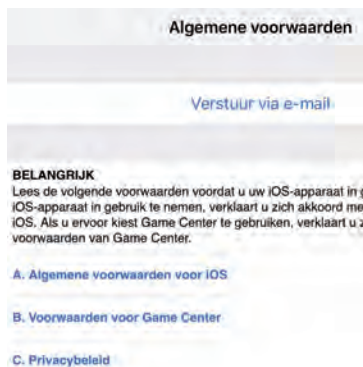 Algemene voorwaarden
Verstuur via e-mail
BELANGRIJK
Lees de volgende voorwaarden voordat u uw iOS-apparaat in
iOS-apparaat in gebruik te nemen, verklaart u zich akkoord me
iOS. Als u ervoor kiest Game Center te gebruiken, verklaart u
voorwaarden van Game Center.
A. Algemene voorwaarden voor iOS
B. Voorwaarden voor Game Center
C. Privacybeleid